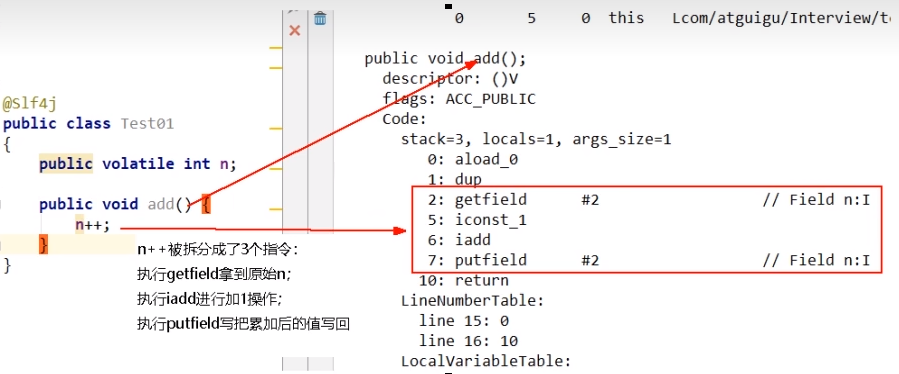 0 5 0 this Lcom/atguigu/Interview/t
@Slf4j
public class Test01
{
public volatile int n;
public void add() {
n++;
}
}
n++被拆分成了3个指令:
执行getfield拿到原始n;
执行iadd进行加1操作;
执行putfield写把累加后的值写回
public void add();
descriptor: ()V
flags: ACC_PUBLIC
Code:
stack=3, locals=1, args_size=1
0: aload_0
1: dup
2: getfield #2 // Field n:I
5: iconst_1
6: iadd
7: putfield #2 // Field n:I
10: return
LineNumberTable:
line 15: 0
line 16: 10
LocalVariableTable: